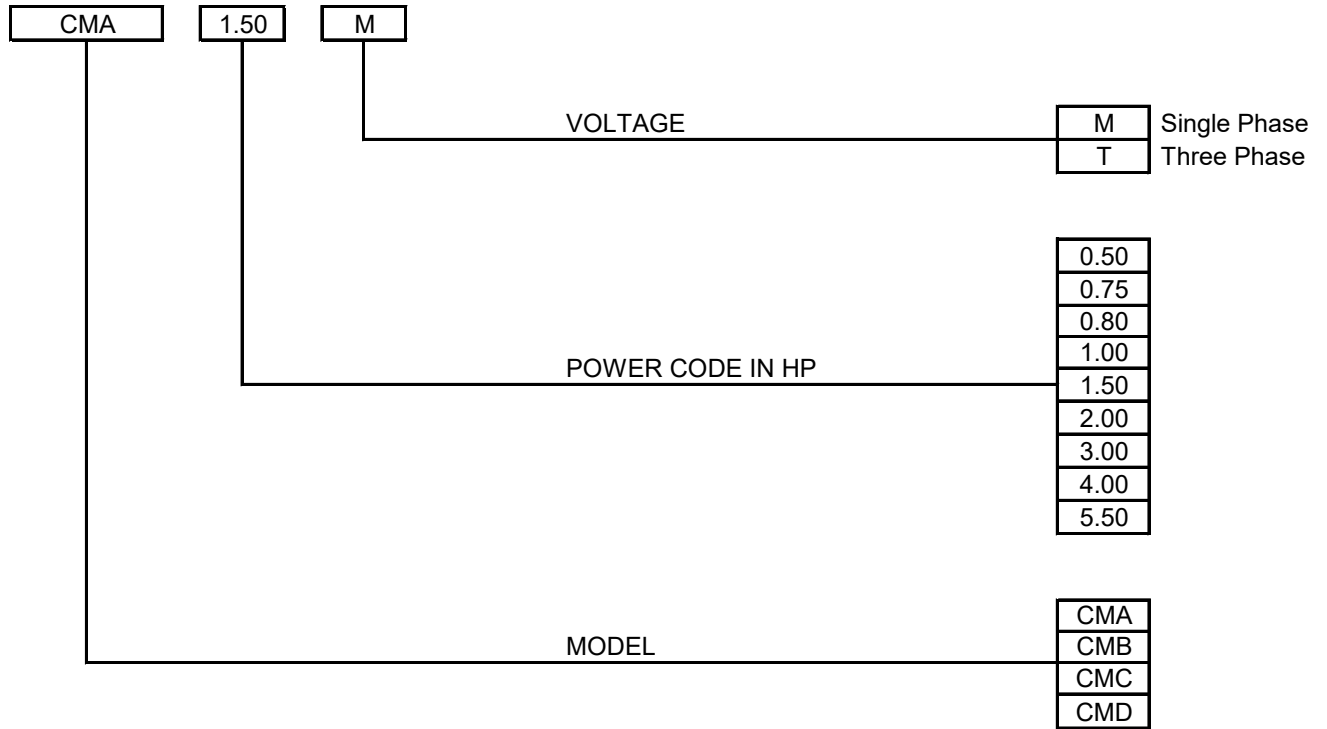 CMA 1.50 M
VOLTAGE M Single Phase
T Three Phase
0.50
0.75
0.80
1.00
POWER CODE IN HP
1.50
2.00
3.00
4.00
5.50
CMA
MODEL CMB
CMC
CMD